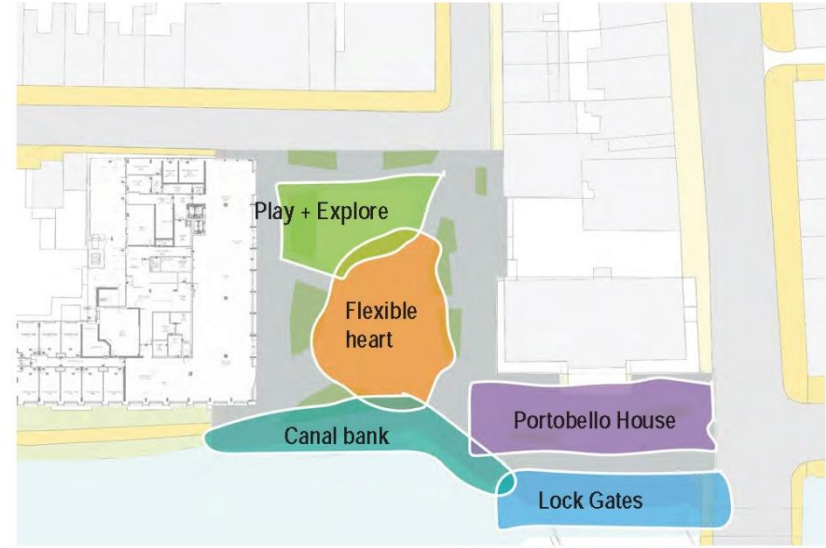 Play + Explore
Flexible
heart
Portobello House
Canal bank
Lock Gates